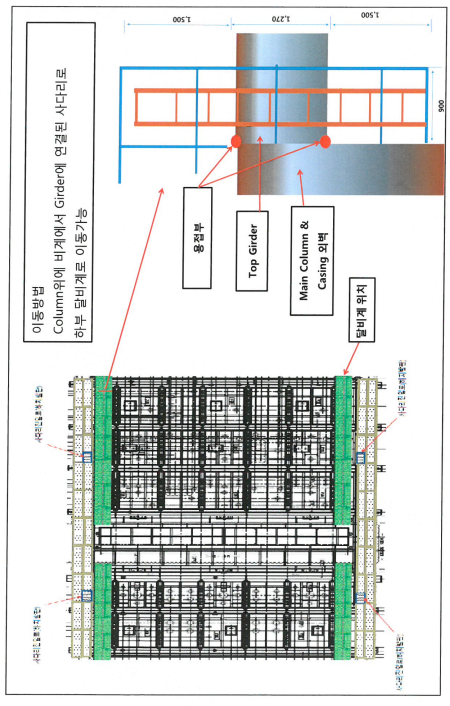 이동방법
Column위에 비계에서 Girder에 연결된 사다리로
하부 달비계로 이동가능
1,500
1,270
1,500
900
용접부
Top Girder
Main Column &
Casing 외벽
달비계 위치